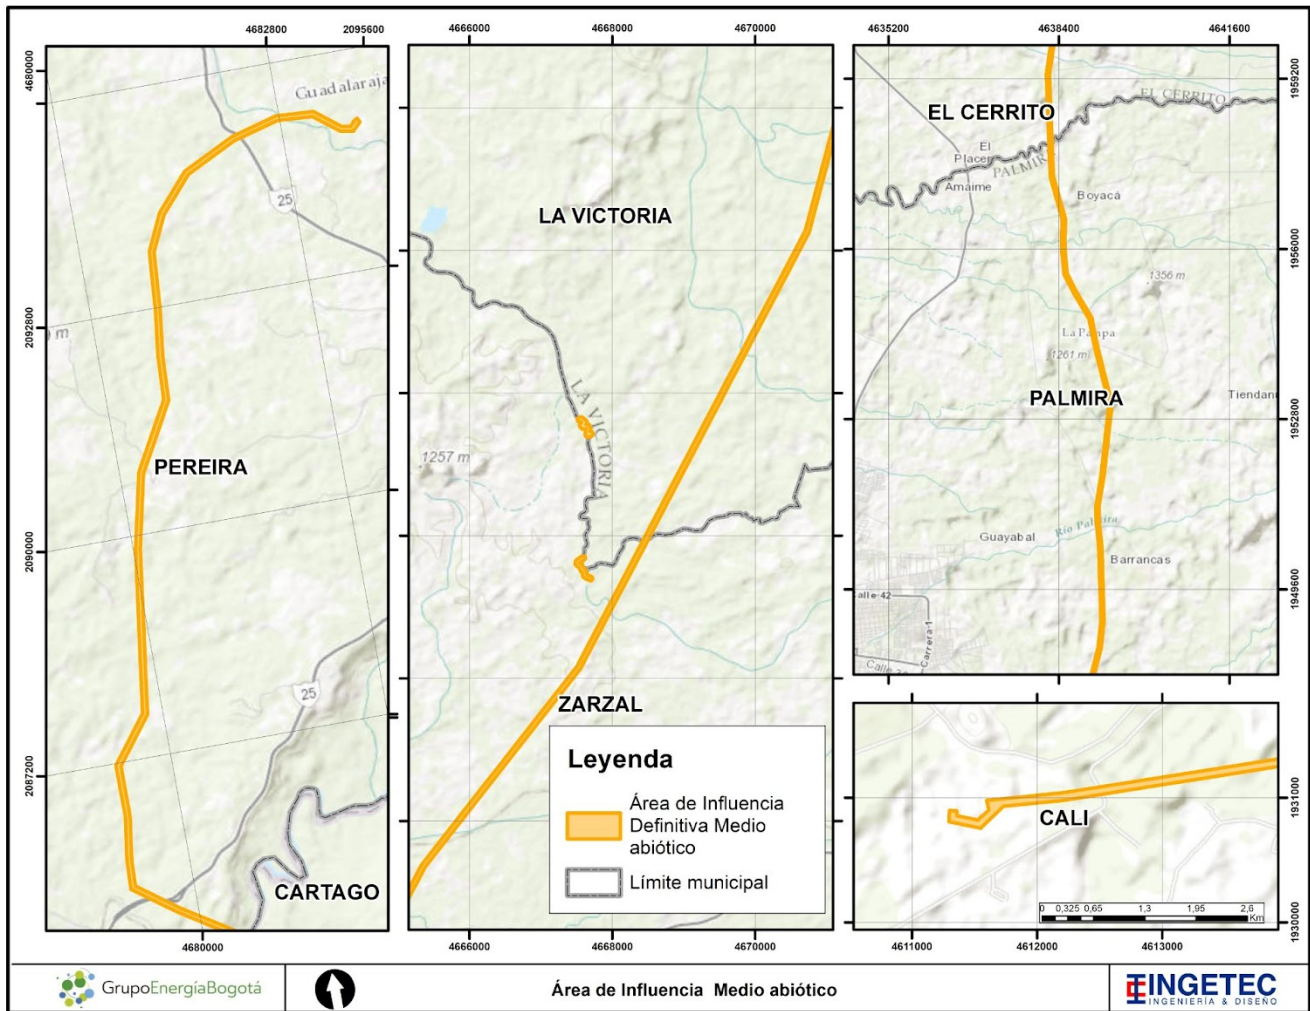 4682800
2095600
4680000
2092800
2090000
2087200
4680000
Guadalaraja
25
PEREIRA
25
CARTAGO
4666000
4668000
4670000
LA VICTORIA
LA VICTORIA
1257 m
ZARZAL
4666000
4668000
4670000
Leyenda
Área de Influencia
Definitiva Medio
abiótico
Límite municipal
4635200
4638400
4641600
1959200
1956000
1952800
1949600
EL CERRITO
EL CERRITO
El
Placer
PALMIRA
Amaime
Boyacá
1356 m
La Pampa
1261 m
PALMIRA
Tiendan
Río Palmira
Guayabal
Barrancas
alle 42
Carrera 1
Calle 3
1931000
1930000
CALI
0 0,325 0,65 1,3 1,95 2,6
Km
4611000
4612000
4613000
GrupoEnergíaBogotá
Área de Influencia Medio abiótico
INGETEC
INGENIERÍA & DISEÑO